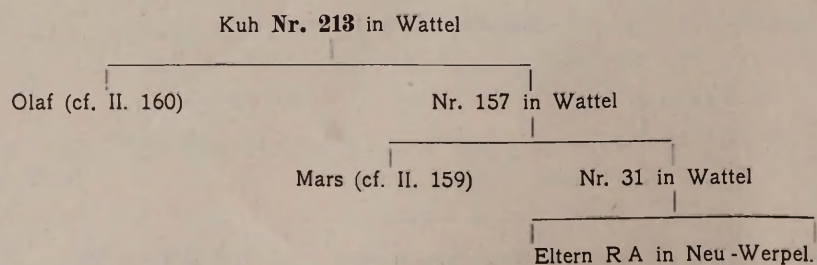 Kuh Nr. 213 in Wattel
Olaf (cf. II. 160) Nr. 157 in Wattel
Mars (cf. II. 159) Nr. 31 in Wattel
Eltern R A in Neu-Werpel.